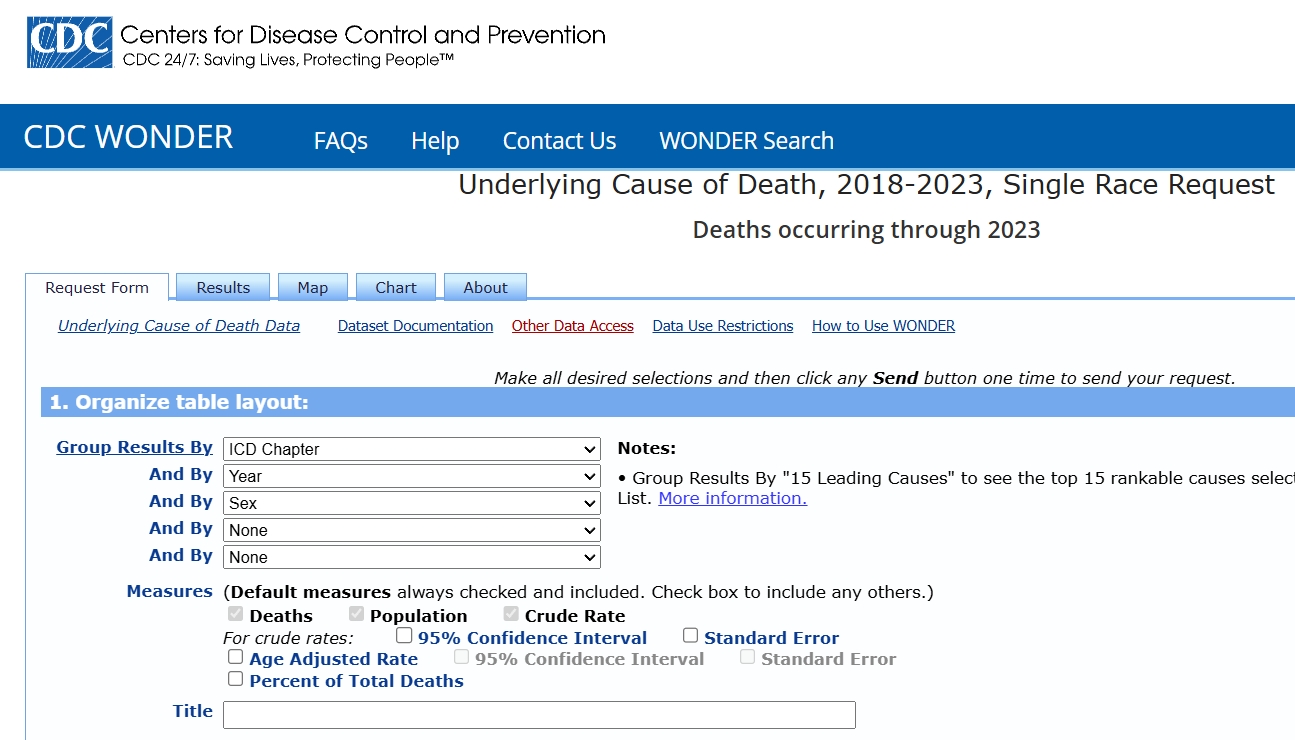 CDC Centers for Disease Control and Prevention
CDC 24/7: Saving Lives, Protecting People™
CDC WONDER FAQs Help Contact Us WONDER Search
Underlying Cause of Death, 2018-2023, Single Race Request
Deaths occurring through 2023
Request Form Results Map Chart About
Underlying Cause of Death Data Dataset Documentation Other Data Access Data Use Restrictions How to Use WONDER
Make all desired selections and then click any Send button one time to send your request.
1. Organize table layout:
Group Results By ICD Chapter Notes:
And By Year • Group Results By "15 Leading Causes" to see the top 15 rankable causes select
And By Sex List. More information.
And By None
And By None
Measures (Default measures always checked and included. Check box to include any others.)
Deaths Population Crude Rate
For crude rates: 95% Confidence Interval Standard Error
Age Adjusted Rate 95% Confidence Interval Standard Error
Percent of Total Deaths
Title